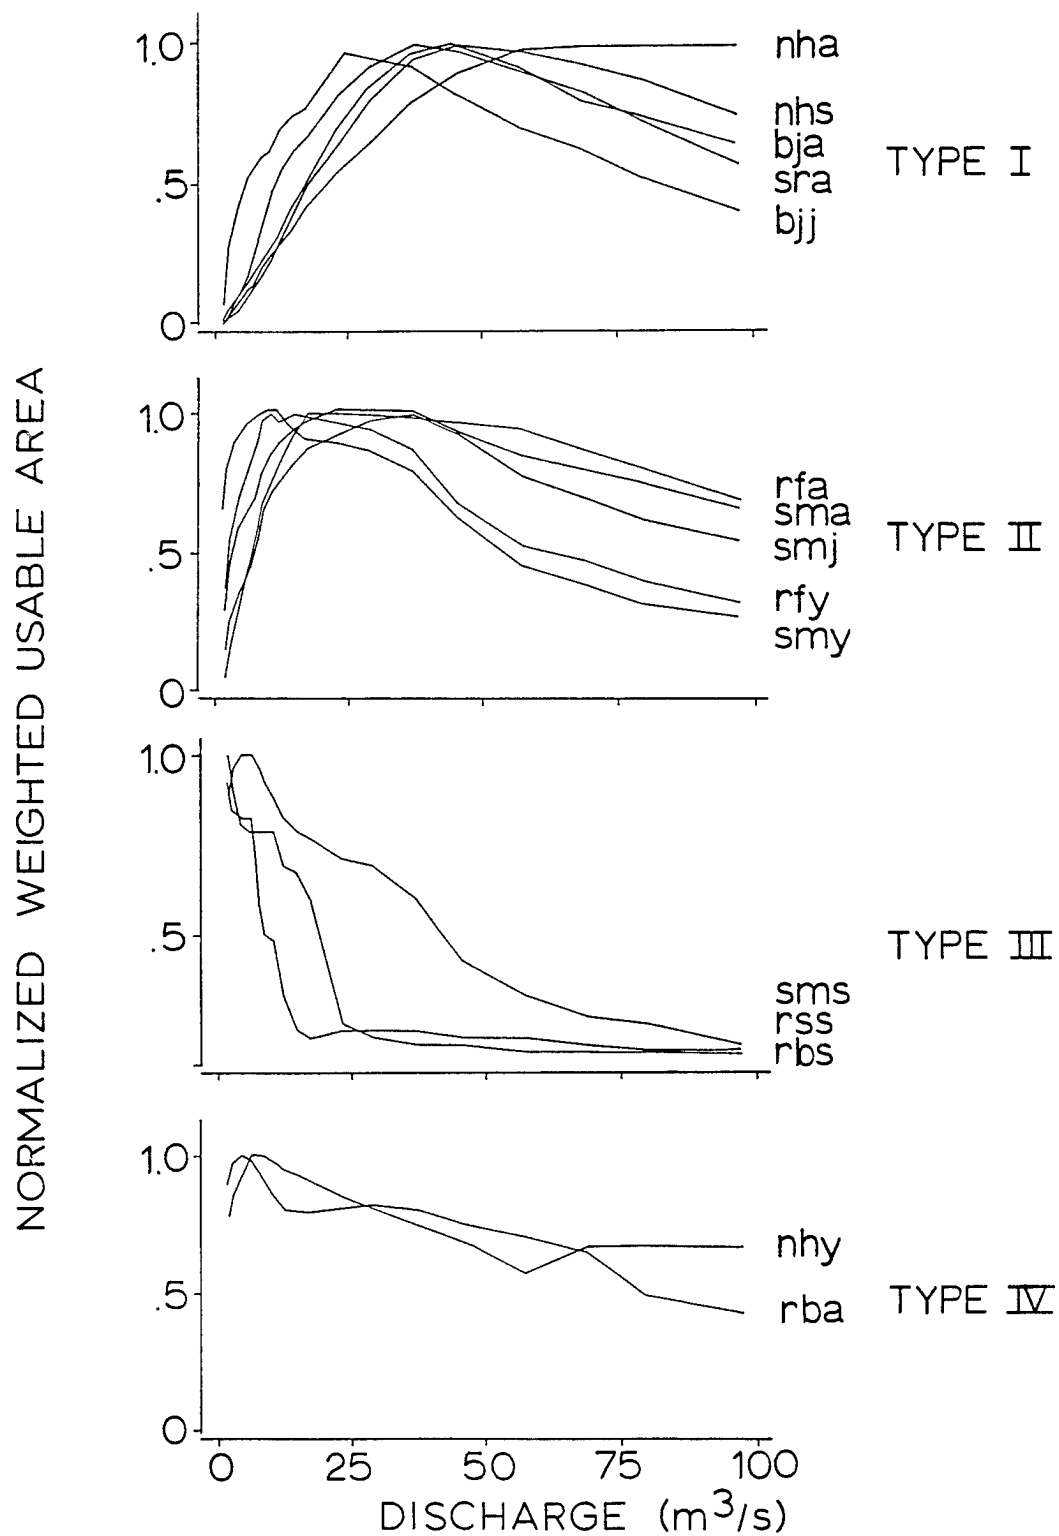 NORMALIZED WEIGHTED USABLE AREA
1.0
.5
0
nha
nhs
bja
sra
bjj
TYPE I
1.0
.5
0
rfa
sma
smj
rfy
smy
TYPE II
1.0
.5
sms
rss
rbs
TYPE III
1.0
.5
0
nhy
rba
TYPE IV
0 25 50 75 100
DISCHARGE (m³/s)